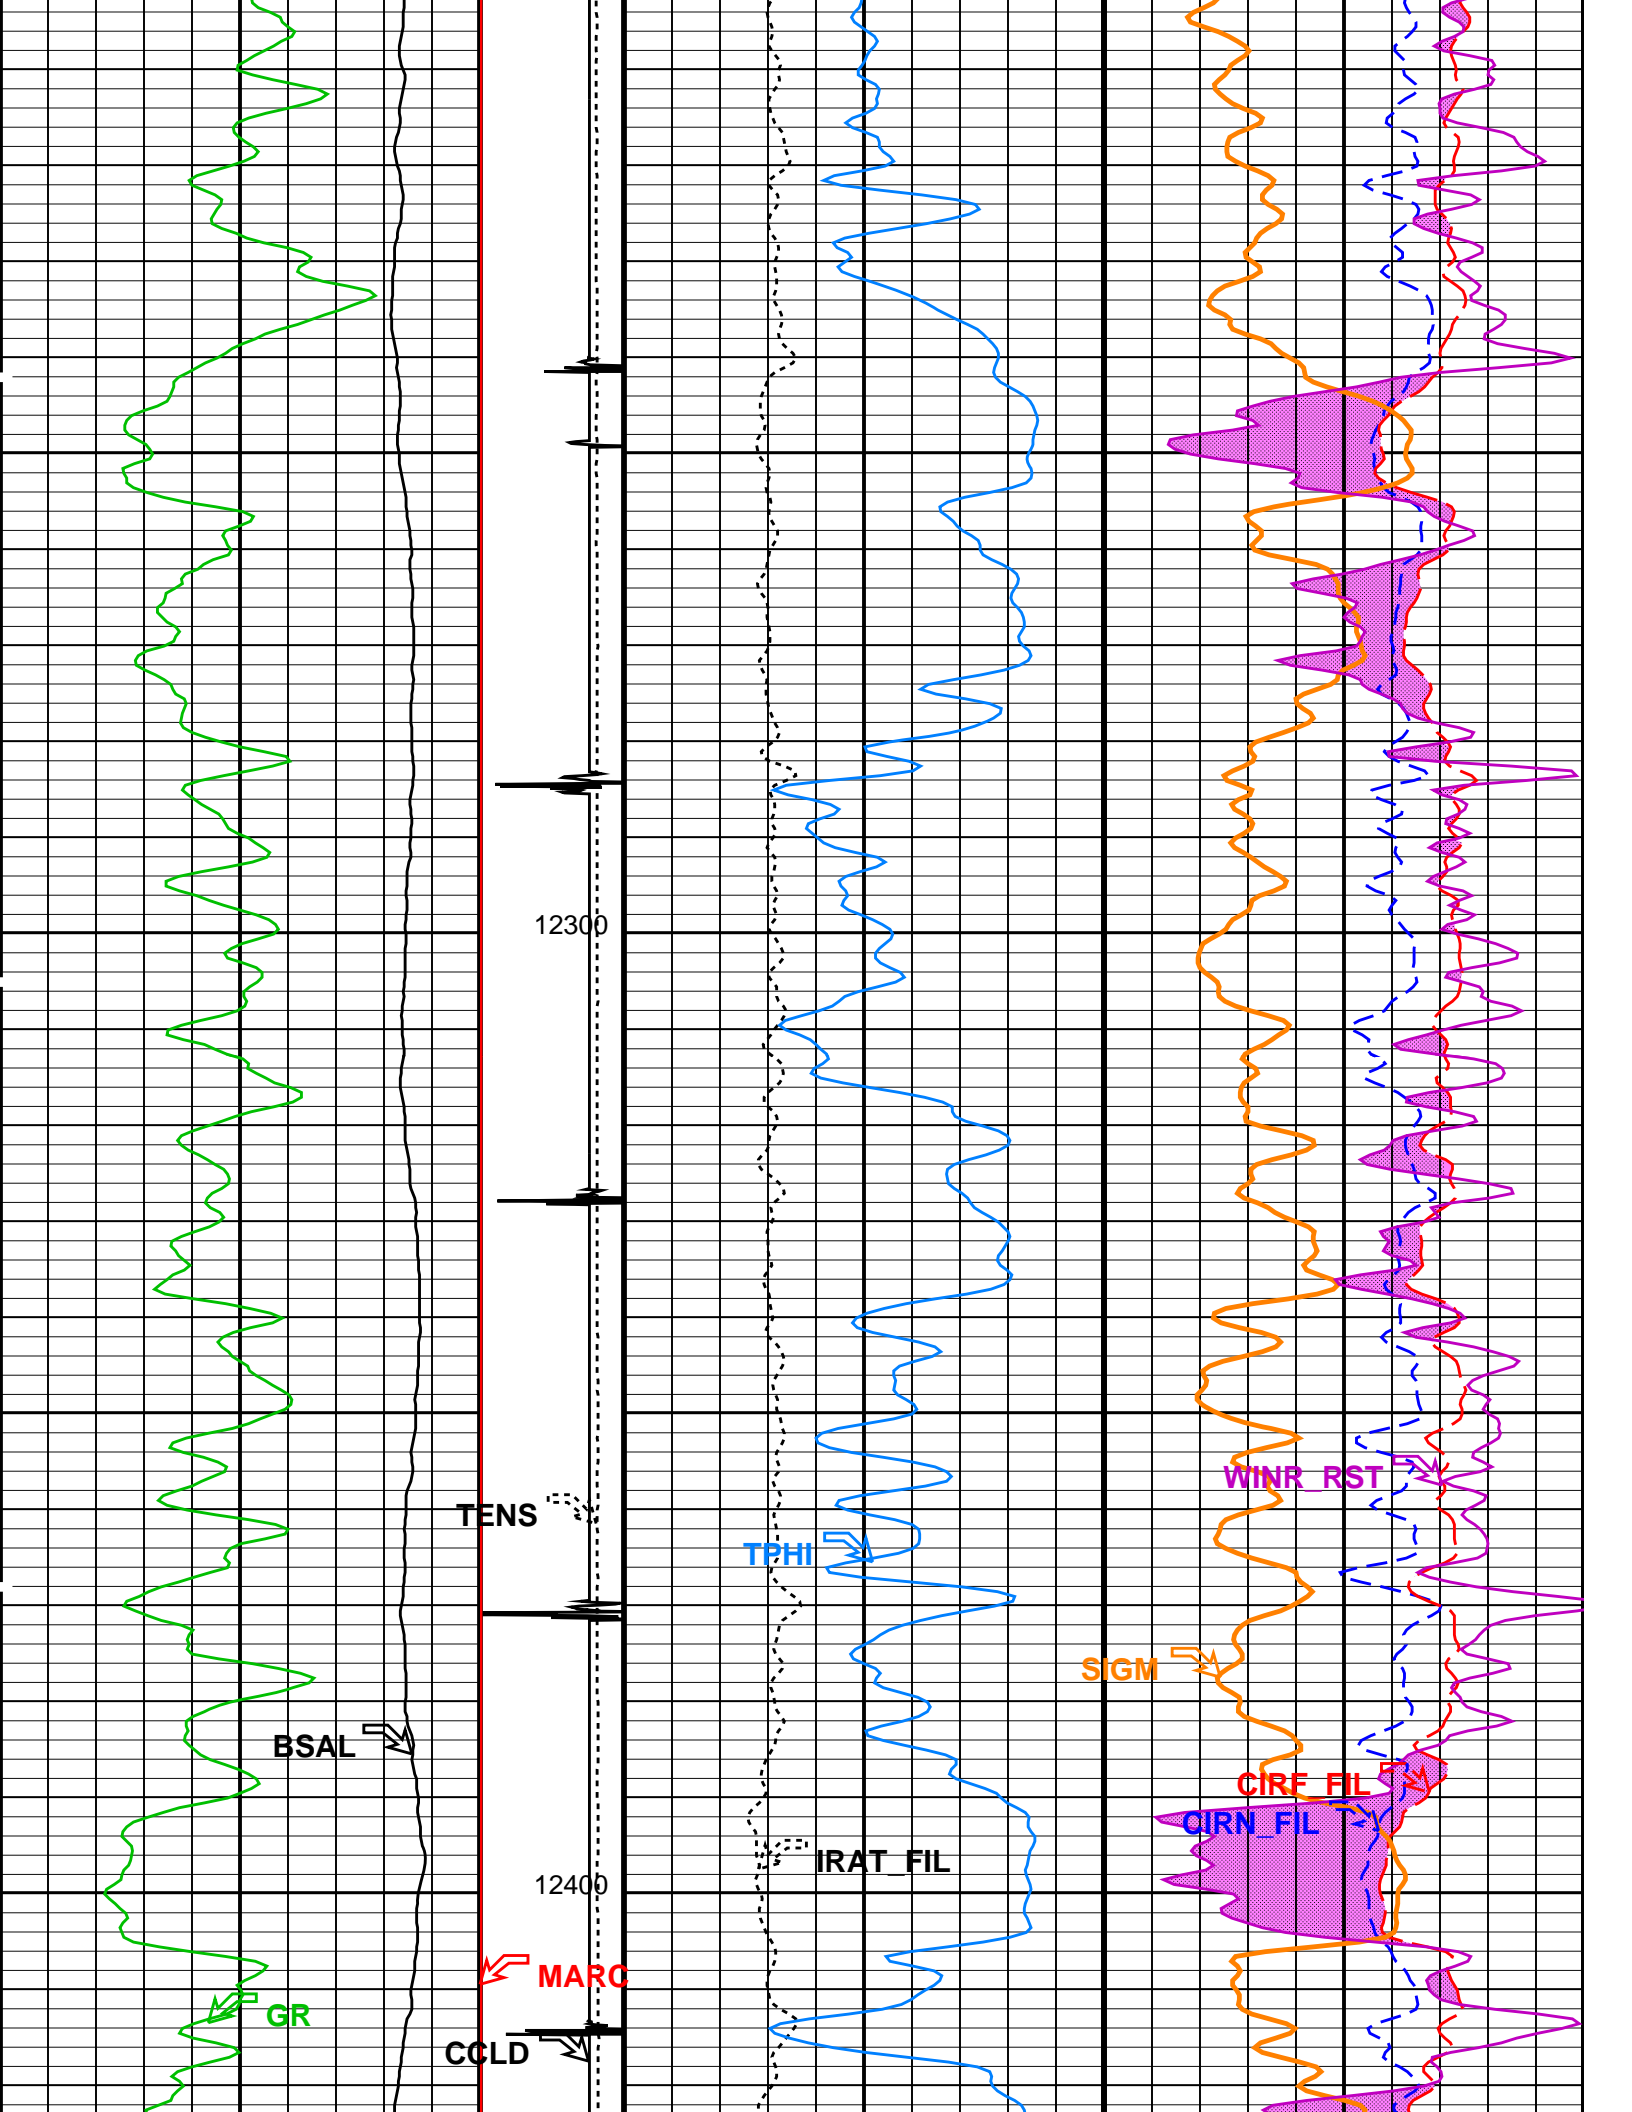 12300
WINR_RST
TENS
TPHI
SIGM
BSAL
CIRF_FIL
CIRN_FIL
IRAT_FIL
12400
MARC
GR
CCLD